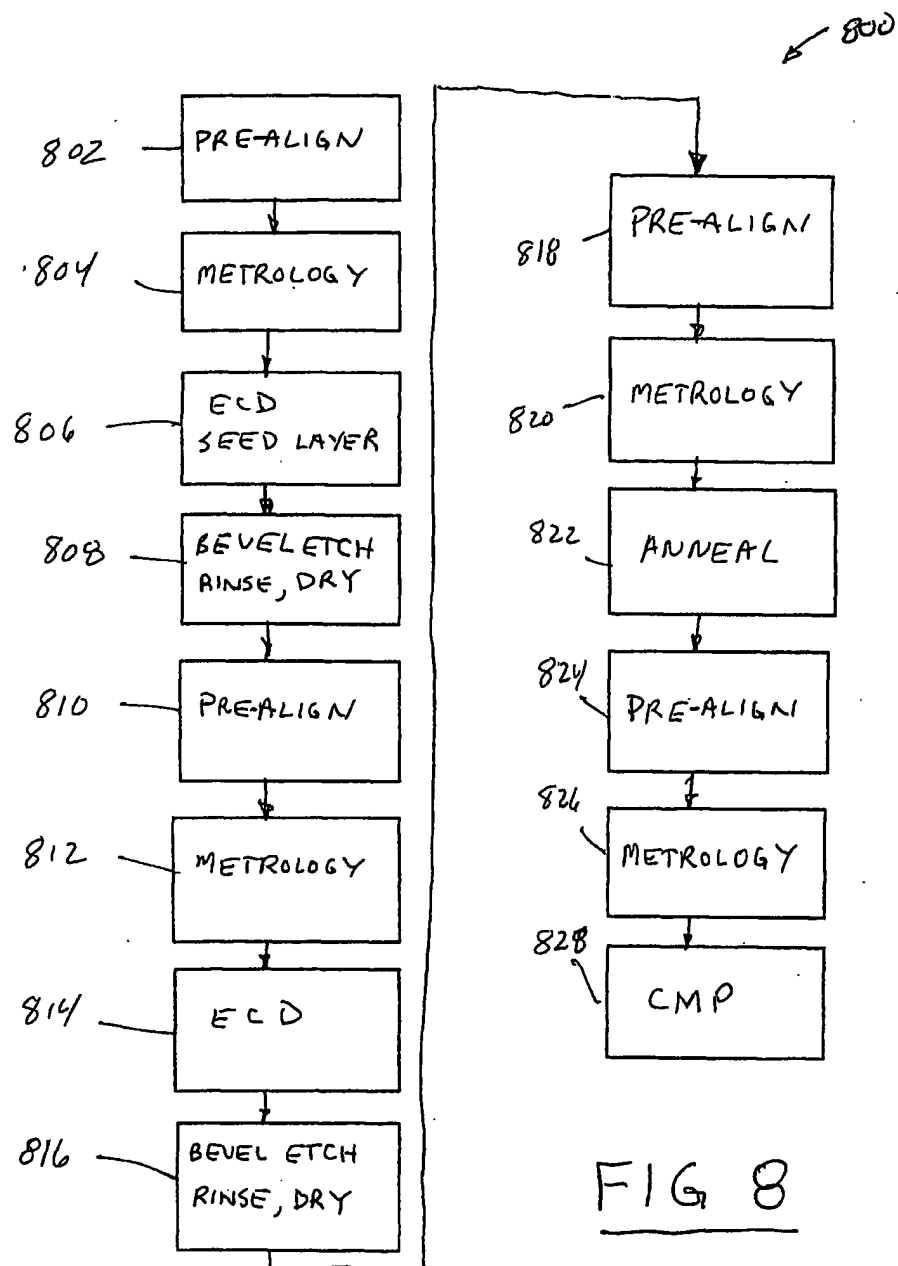 800
802
PRE-ALIGN
804
METROLOGY
806
ECD
SEED LAYER
808
BEVEL ETCH
RINSE, DRY
810
PRE-ALIGN
812
METROLOGY
814
ECD
816
BEVEL ETCH
RINSE, DRY
818
PRE-ALIGN
820
METROLOGY
822
ANNEAL
824
PRE-ALIGN
826
METROLOGY
828
CMP
FIG 8